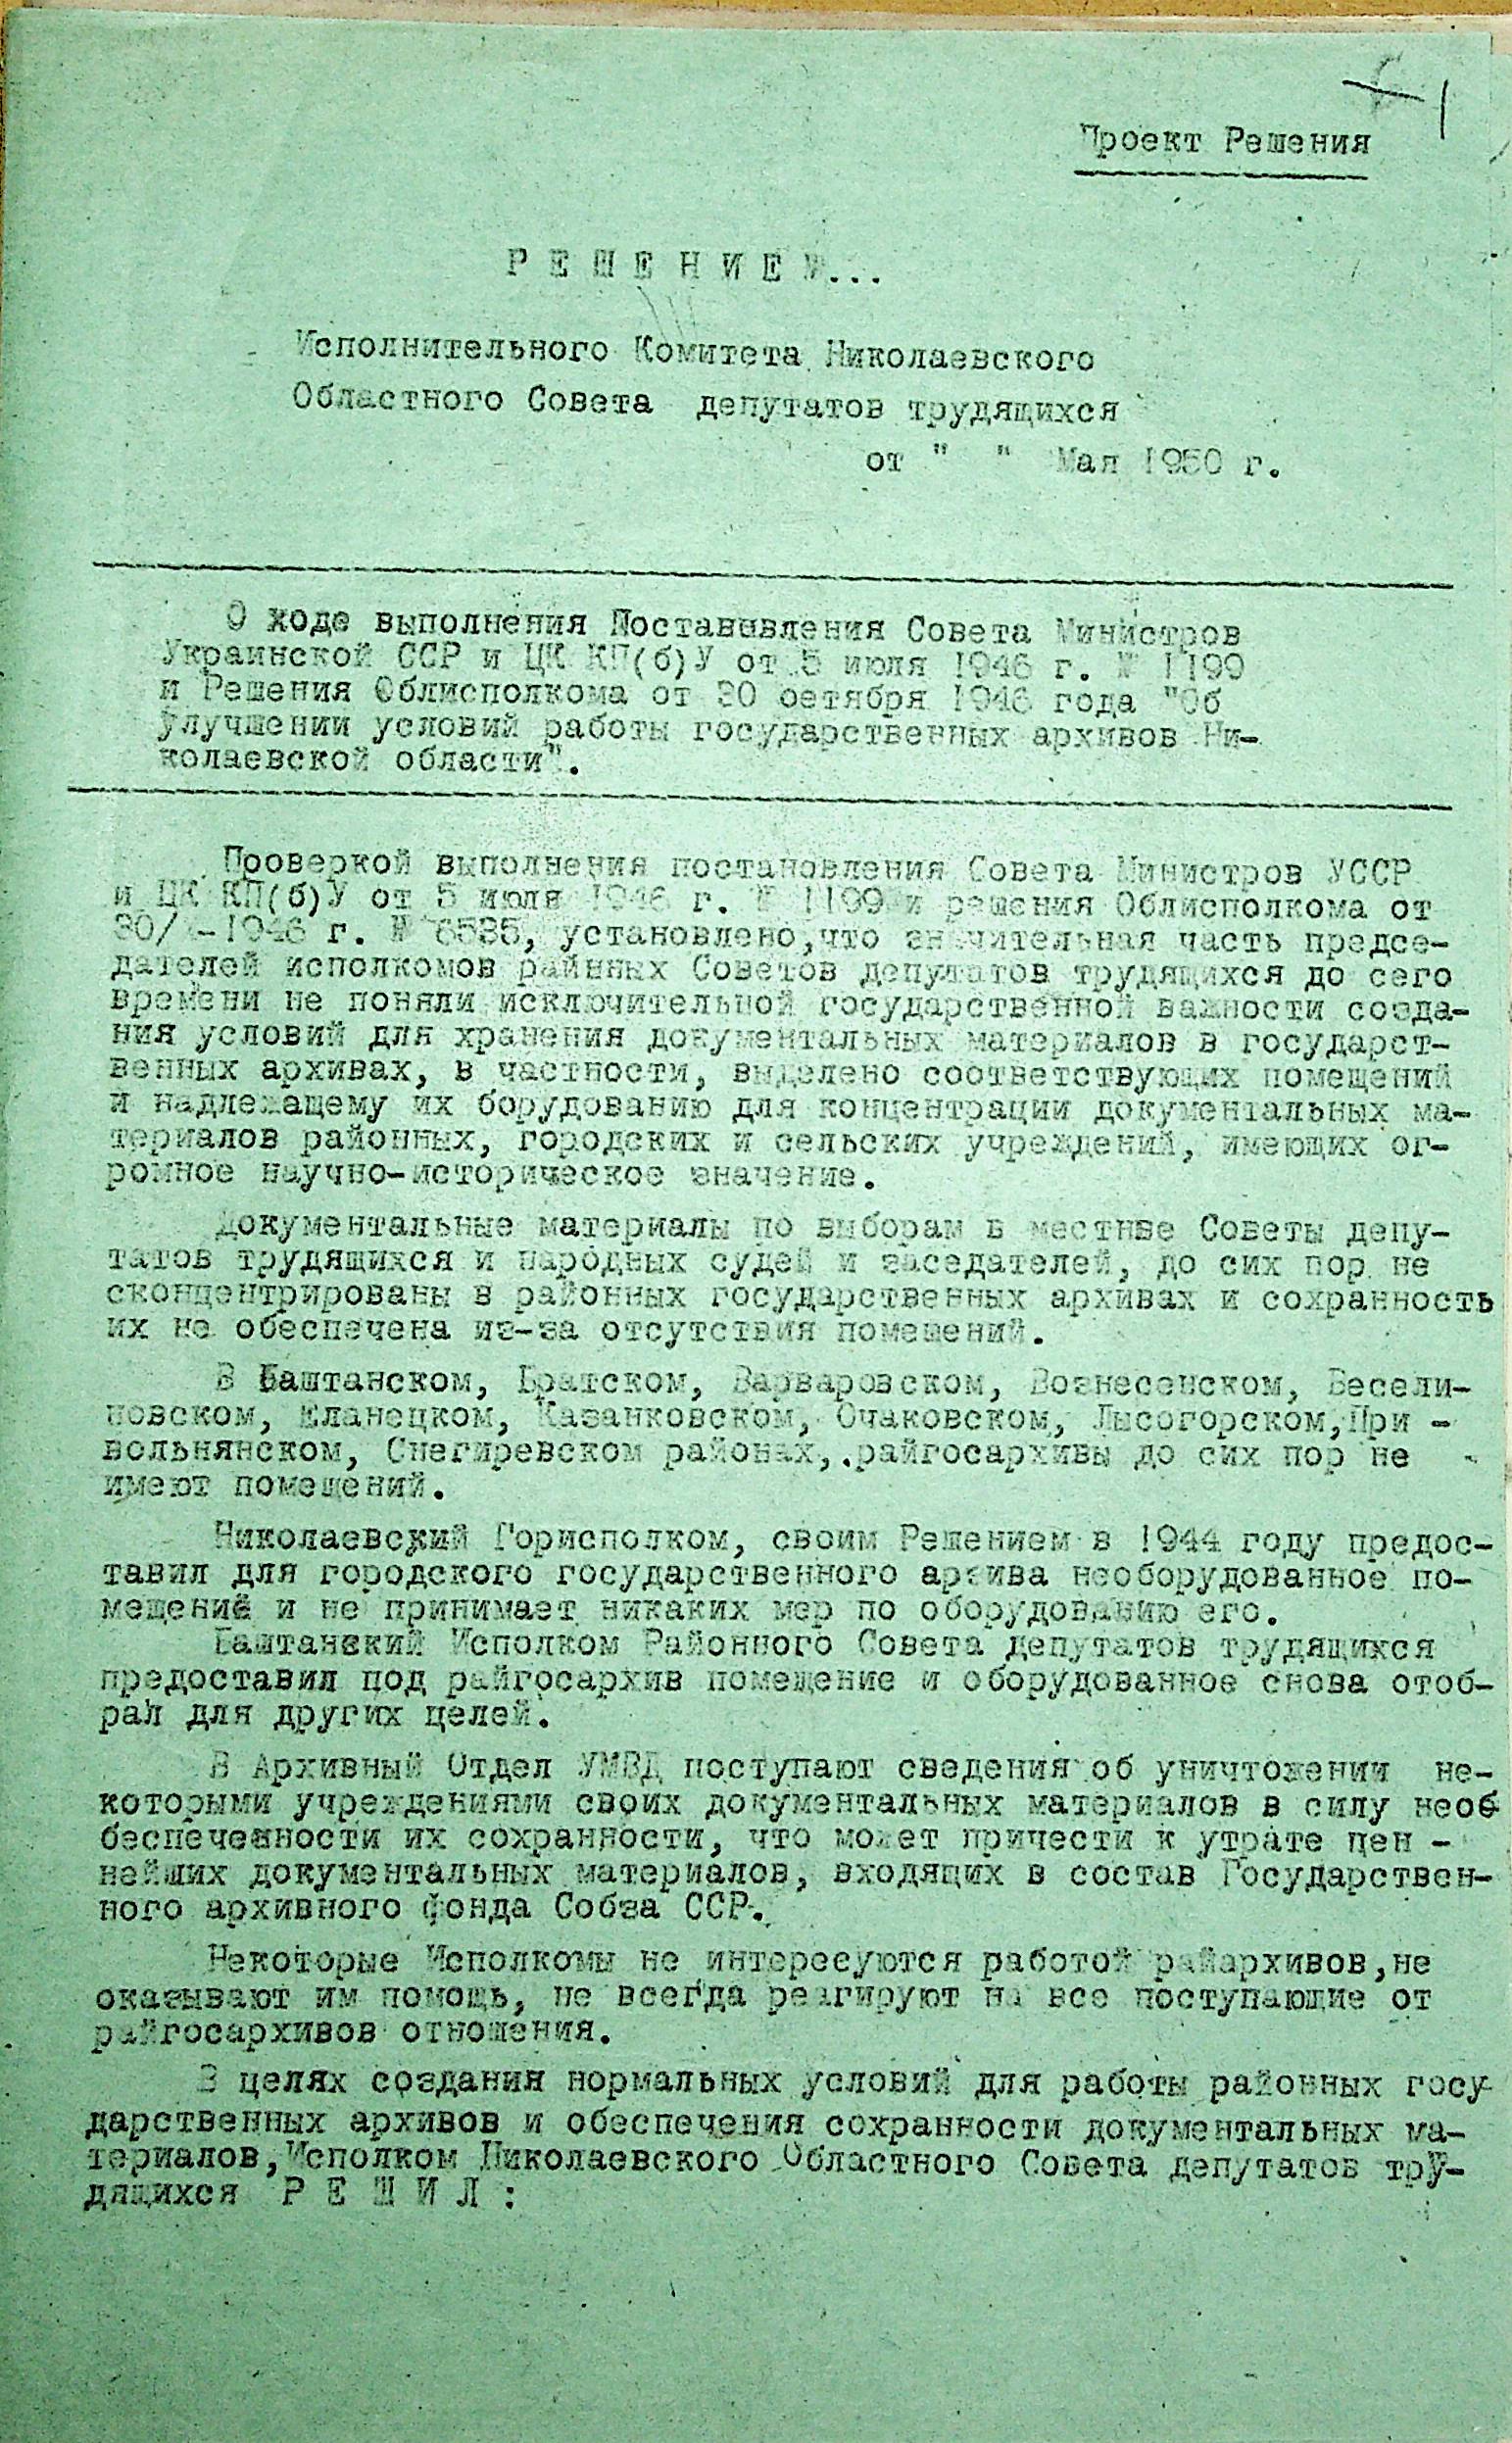 1
Проект Решения
Р Е Ш Е Н И Е №...
Исполнительного Комитета Николаевского
Областного Совета депутатов трудящихся
от " " Мая 1950 г.
О ходе выполнения Постановления Совета Министров
Украинской ССР и ЦК КП(б)У от 5 июля 1946 г. № 1199
и Решения Облисполкома от 30 октября 1946 года "Об
улучшении условий работы государственных архивов Ни-
колаевской области".
Проверкой выполнения постановления Совета Министров УССР
и ЦК КП(б)У от 5 июля 1946 г. № 1199 и решения Облисполкома от
30/Х-1946 г. № 6535, установлено,что значительная часть предсе-
дателей исполкомов районных Советов депутатов трудящихся до сего
времени не поняли исключительной государственной важности созда-
ния условий для хранения документальных материалов в государст-
венных архивах, в частности, выделено соответствующих помещений
и надлежащему их борудованию для концентрации документальных ма-
териалов районных, городских и сельских учреждений, имеющих ог-
ромное научно-историческое значение.
Документальные материалы по выборам в местные Советы депу-
татов трудящихся и народных судей и заседателей, до сих пор не
сконцентрированы в районных государственных архивах и сохранность
их не обеспечена из-за отсутствия помещений.
В Баштанском, Братском, Варваровском, Вознесенском, Весели-
новском, Еланецком, Казанковском, Очаковском, Лысогорском,При -
вольнянском, Снегиревском районах, райгосархивы до сих пор не
имеют помещений.
Николаевский Горисполком, своим Решением в 1944 году предос-
тавил для городского государственного архива необорудованное по-
мещение и не принимает никаких мер по оборудованию его.
Баштанский Исполком Районного Совета депутатов трудящихся
предоставил под райгосархив помещение и оборудованное снова отоб-
рал для других целей.
В Архивный Отдел УМВД поступают сведения об уничтожении не-
которыми учреждениями своих документальных материалов в силу необ
беспеченности их сохранности, что может причести к утрате цен -
нейших документальных материалов, входящих в состав Государствен-
ного архивного фонда Собза ССР.
Некоторые Исполкомы не интересуются работой райархивов,не
оказывают им помощь, не всегда реагируют на все поступающие от
райгосархивов отношения.
В целях создания нормальных условий для работы районных госу-
дарственных архивов и обеспечения сохранности документальных ма-
териалов,Исполком Николаевского Областного Совета депутатов тру-
дящихся Р Е Ш И Л :